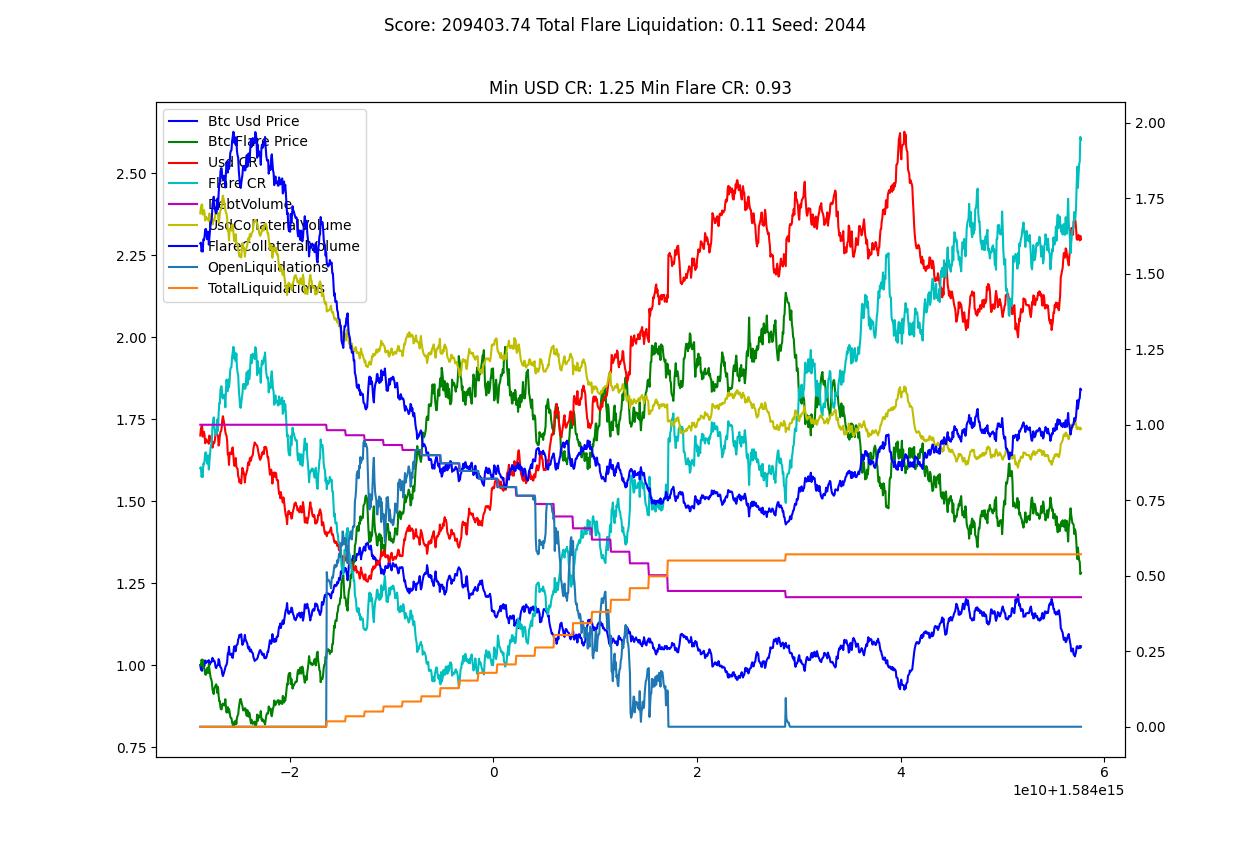 Score: 209403.74 Total Flare Liquidation: 0.11 Seed: 2044
Min USD CR: 1.25 Min Flare CR: 0.93
Btc Usd Price
Btc Flare Price
Usd CR
Flare CR
DebtVolume
UsdCollateralVolume
FlareCollateralVolume
OpenLiquidations
TotalLiquidations
2.50
2.25
2.00
1.75
1.50
1.25
1.00
0.75
2.00
1.75
1.50
1.25
1.00
0.75
0.50
0.25
0.00
−2
0
2
4
6
1e10+1.584e15